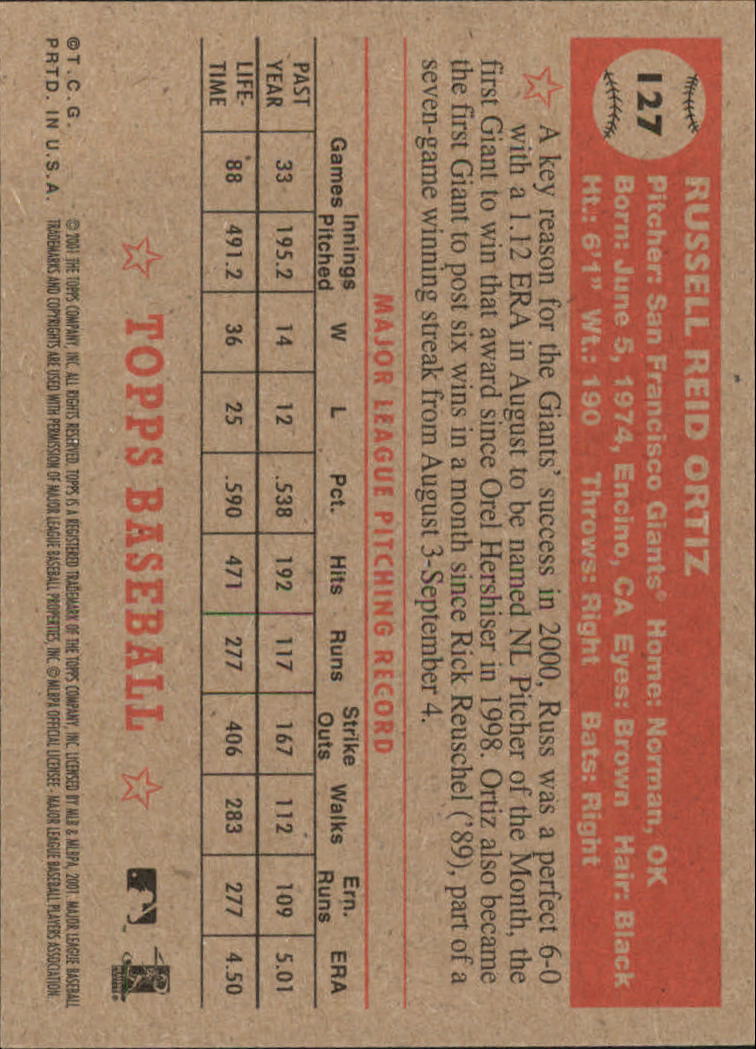 127
RUSSELL REID ORTIZ
Pitcher: San Francisco Giants® Home: Norman, OK
Born: June 5, 1974, Encino, CA Eyes: Brown Hair: Black
Ht.: 6'1" Wt.: 190 Throws: Right Bats: Right
A key reason for the Giants' success in 2000, Russ was a perfect 6-0
with a 1.12 ERA in August to be named NL Pitcher of the Month, the
first Giant to win that award since Orel Hershiser in 1998. Ortiz also became
the first Giant to post six wins in a month since Rick Reuschel ('89), part of a
seven-game winning streak from August 3-September 4.
MAJOR LEAGUE PITCHING RECORD
Games Innings Pitched W L Pct. Hits Runs Strike Outs Walks Ern. Runs ERA
PAST YEAR 33 195.2 14 12 .538 192 117 167 112 109 5.01
LIFE-TIME 88 491.2 36 25 .590 471 277 406 283 277 4.50
TOPPS BASEBALL
©T.C.G.
PRTD. IN U.S.A.
© 2001 THE TOPPS COMPANY, INC. ALL RIGHTS RESERVED. TOPPS IS A REGISTERED TRADEMARK OF THE TOPPS COMPANY, INC. LICENSED BY MLB & MLBPA, 2001. MAJOR LEAGUE BASEBALL
TRADEMARKS AND COPYRIGHTS ARE USED WITH PERMISSION OF MAJOR LEAGUE BASEBALL PROPERTIES, INC. © MLBPA OFFICIAL LICENSEE - MAJOR LEAGUE BASEBALL PLAYERS ASSOCIATION.